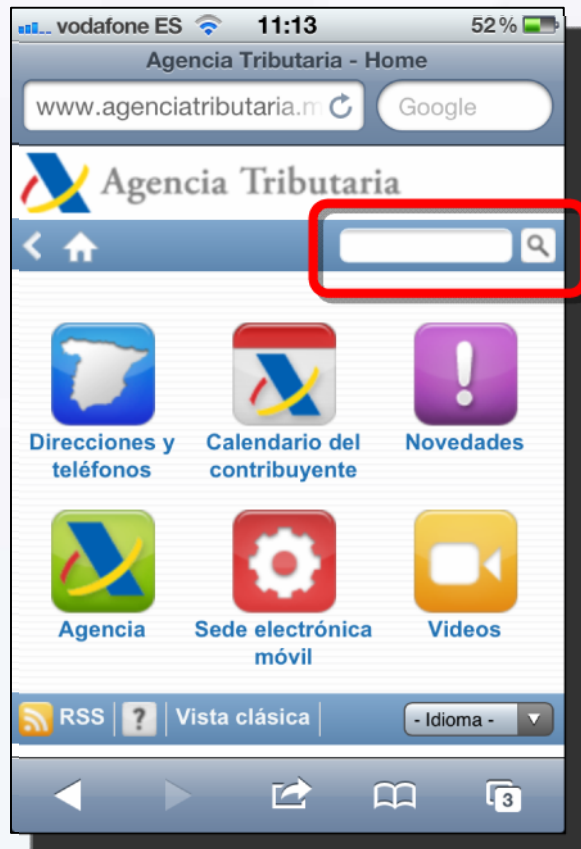 vodafone ES 11:13 52%
Agencia Tributaria - Home
www.agenciatributaria.m Google
Agencia Tributaria
Direcciones y teléfonos
Calendario del contribuyente
Novedades
Agencia
Sede electrónica móvil
Videos
RSS ? Vista clásica - Idioma -
3